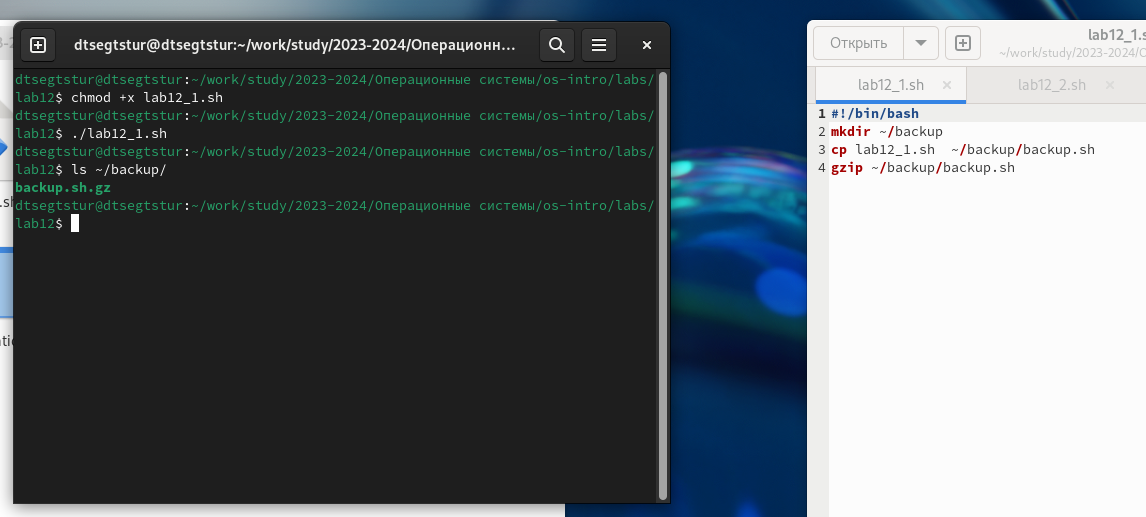 dtsegtstur@dtsegtstur:~/work/study/2023-2024/Операционн...
dtsegtstur@dtsegtstur:~/work/study/2023-2024/Операционные системы/os-intro/labs/
lab12$ chmod +x lab12_1.sh
dtsegtstur@dtsegtstur:~/work/study/2023-2024/Операционные системы/os-intro/labs/
lab12$ ./lab12_1.sh
dtsegtstur@dtsegtstur:~/work/study/2023-2024/Операционные системы/os-intro/labs/
lab12$ ls ~/backup/
backup.sh.gz
dtsegtstur@dtsegtstur:~/work/study/2023-2024/Операционные системы/os-intro/labs/
lab12$
Открыть
lab12_1.s
~/work/study/2023-2024/О
lab12_1.sh
lab12_2.sh
1 #!/bin/bash
2 mkdir ~/backup
3 cp lab12_1.sh  ~/backup/backup.sh
4 gzip ~/backup/backup.sh